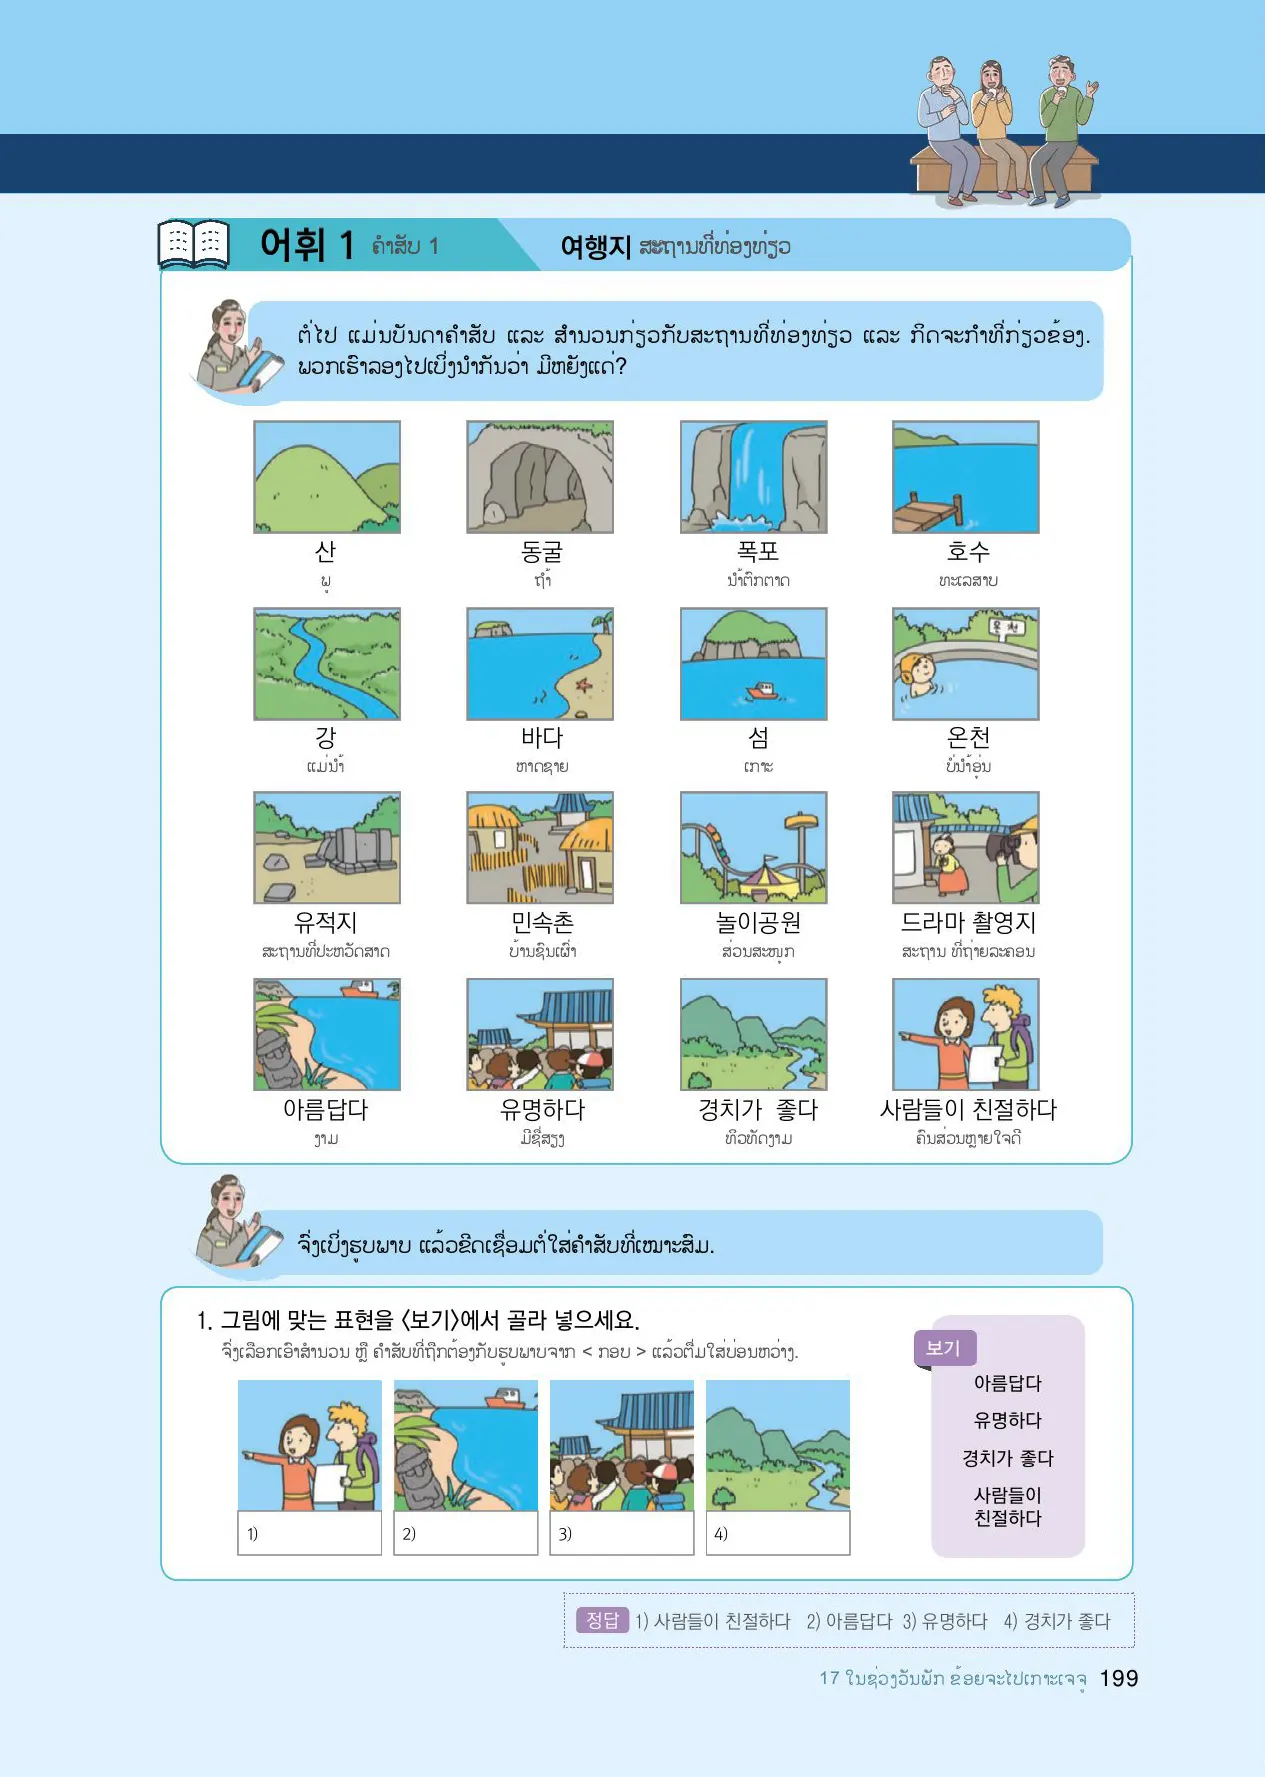 어휘 1 ຄຳສັບ 1 여행지 ສະຖານທີ່ທ່ອງທ່ຽວ
ຕໍ່ໄປ ແມ່ນບັນດາຄຳສັບ ແລະ ສຳນວນກ່ຽວກັບສະຖານທີ່ທ່ອງທ່ຽວ ແລະ ກິດຈະກຳທີ່ກ່ຽວຂ້ອງ.
ພວກເຮົາລອງໄປເບິ່ງນຳກັນວ່າ ມີຫຍັງແດ່?
산 동굴 폭포 호수
ພູ ຖ້ຳ ນ້ຳຕົກຕາດ ທະເລສາບ
온천
강 바다 섬 온천
ແມ່ນ້ຳ ຫາດຊາຍ ເກາະ ບໍ່ນ້ຳອຸ່ນ
유적지 민속촌 놀이공원 드라마 촬영지
ສະຖານທີ່ປະຫວັດສາດ ບ້ານຊົນເຜົ່າ ສ່ວນສະໜຸກ ສະຖານ ທີ່ຖ່າຍລະຄອນ
아름답다 유명하다 경치가 좋다 사람들이 친절하다
ງາມ ມີຊື່ສຽງ ທິວທັດງາມ ຄົນສ່ວນຫຼາຍໃຈດີ
ຈົ່ງເບິ່ງຮູບພາບ ແລ້ວຂີດເຊື່ອມຕໍ່ໃສ່ຄຳສັບທີ່ເໝາະສົມ.
1. 그림에 맞는 표현을 〈보기〉에서 골라 넣으세요.
ຈົ່ງເລືອກເອົາສຳນວນ ຫຼື ຄຳສັບທີ່ຖືກຕ້ອງກັບຮູບພາບຈາກ < ກອບ > ແລ້ວຕື່ມໃສ່ບ່ອນຫວ່າງ.
1) 2) 3) 4)
보기
아름답다
유명하다
경치가 좋다
사람들이
친절하다
정답 1) 사람들이 친절하다 2) 아름답다 3) 유명하다 4) 경치가 좋다
17 ໃນຊ່ວງວັນພັກ ຂ້ອຍຈະໄປເກາະເຈຈູ 199